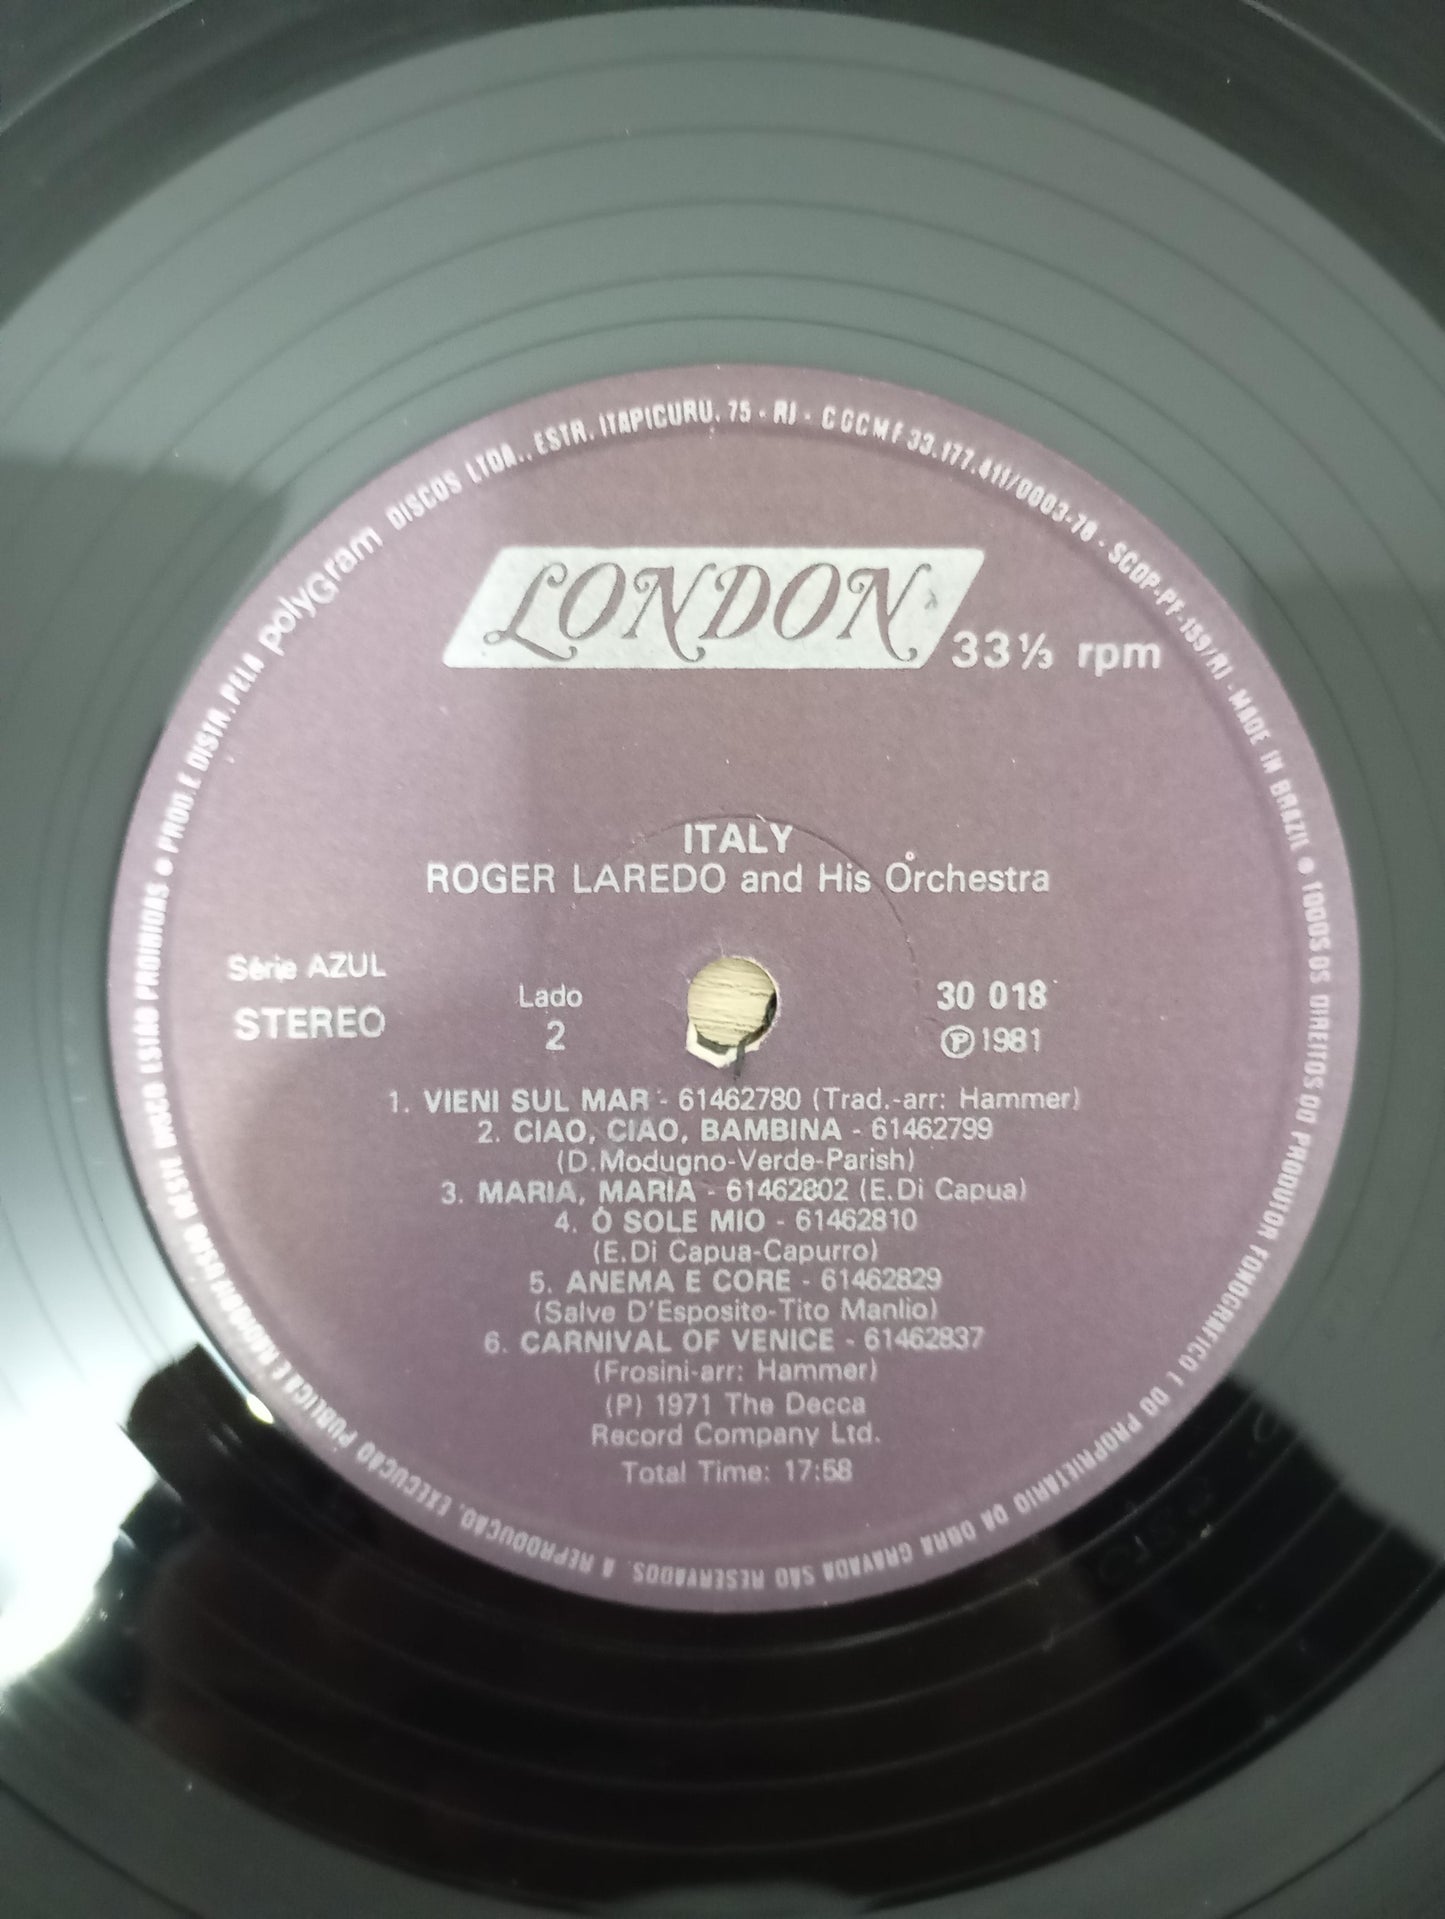 PROD. E DISTR. PELA polyGram DISCOS LTDA., ESTR. ITAPICURU, 75 - RJ - CGCMF 33.177.411/0003-78 - SCDP-PF-159/RJ - MADE IN BRAZIL ● TODOS OS DIREITOS DO PRODUTOR FONOGRÁFICO E DO PROPRIETÁRIO DA OBRA GRAVADA SÃO RESERVADOS. A REPRODUÇÃO, EXECUÇÃO PÚBLICA E RADIODIFUSÃO DESTE DISCO ESTÃO PROIBIDAS ●
LONDON
33 1/3 rpm
ITALY
ROGER LAREDO and His Orchestra
Série AZUL
STEREO
Lado
2
30 018
℗ 1981
1. VIENI SUL MAR - 61462780 (Trad.-arr: Hammer)
2. CIAO, CIAO, BAMBINA - 61462799
(D.Modugno-Verde-Parish)
3. MARIA, MARIA - 61462802 (E.Di Capua)
4. Ó SOLE MIO - 61462810
(E.Di Capua-Capurro)
5. ANEMA E CORE - 61462829
(Salve D'Esposito-Tito Manlio)
6. CARNIVAL OF VENICE - 61462837
(Frosini-arr: Hammer)
(P) 1971 The Decca
Record Company Ltd.
Total Time: 17:58